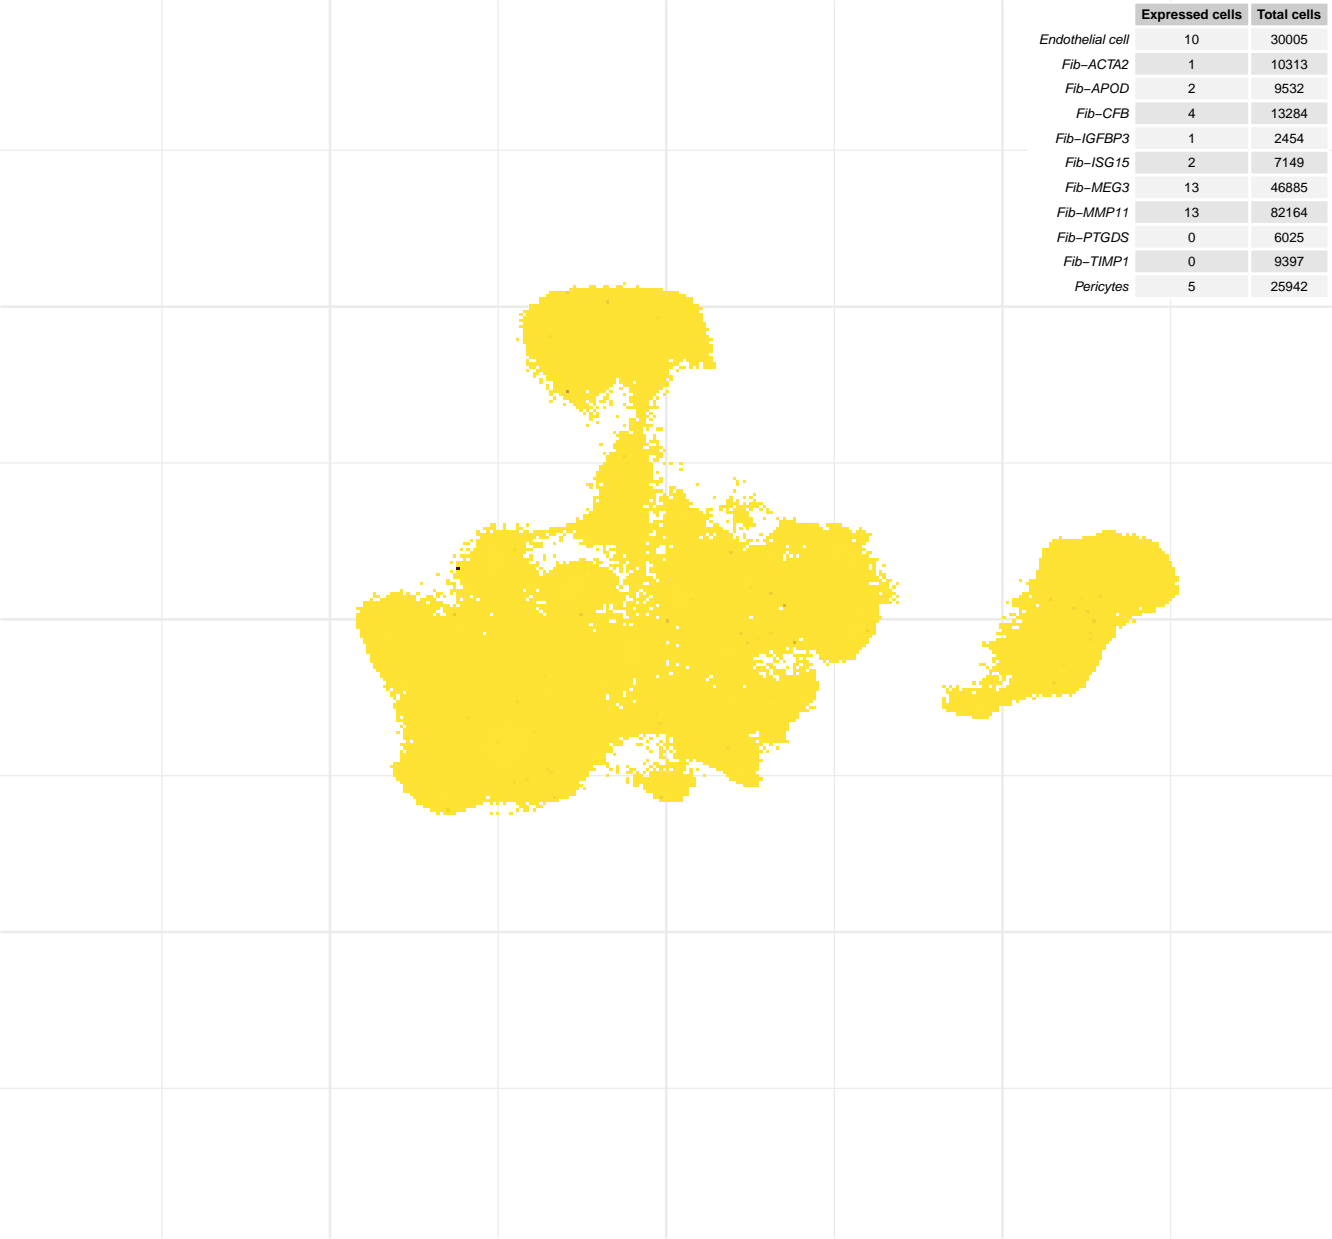 Expressed cells Total cells
Endothelial cell 10 30005
Fib−ACTA2 1 10313
Fib−APOD 2 9532
Fib−CFB 4 13284
Fib−IGFBP3 1 2454
Fib−ISG15 2 7149
Fib−MEG3 13 46885
Fib−MMP11 13 82164
Fib−PTGDS 0 6025
Fib−TIMP1 0 9397
Pericytes 5 25942